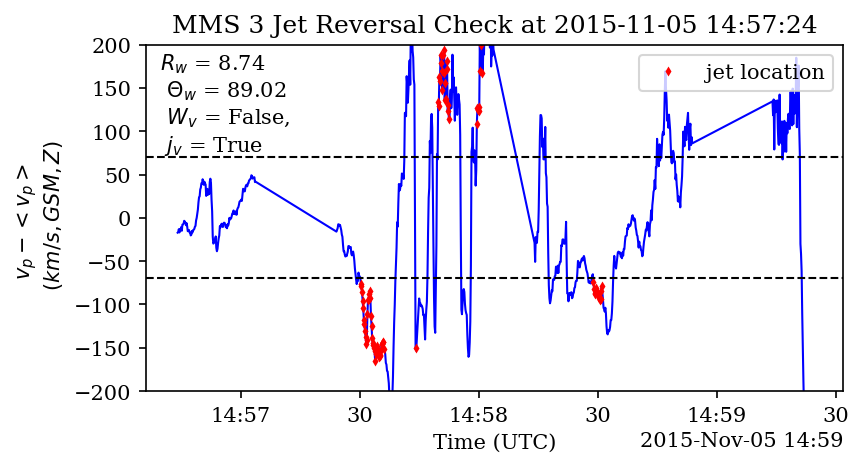 MMS 3 Jet Reversal Check at 2015-11-05 14:57:24
R_w = 8.74
Θ_w = 89.02
W_v = False,
j_v = True
jet location
v_p − < v_p >
(km/s, GSM, Z)
200
150
100
50
0
−50
−100
−150
−200
14:57
30
14:58
30
14:59
30
Time (UTC)
2015-Nov-05 14:59